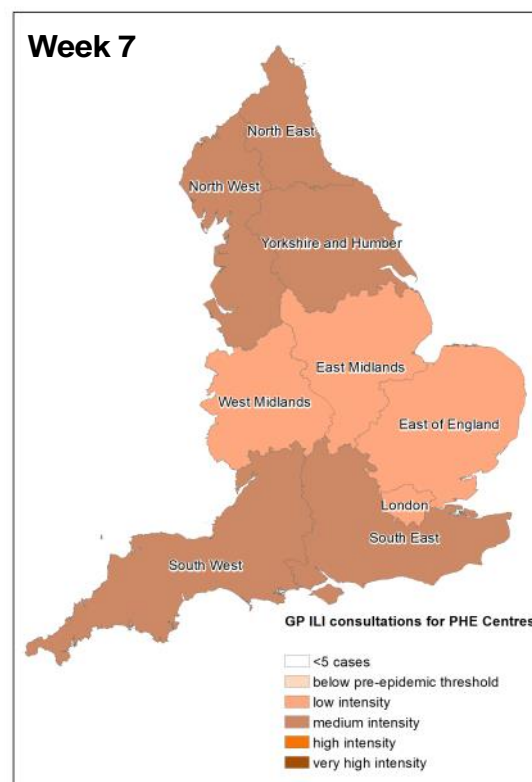 Week 7
North East
North West
Yorkshire and Humber
East Midlands
West Midlands
East of England
London
South East
South West
GP ILI consultations for PHE Centres
<5 cases
below pre-epidemic threshold
low intensity
medium intensity
high intensity
very high intensity